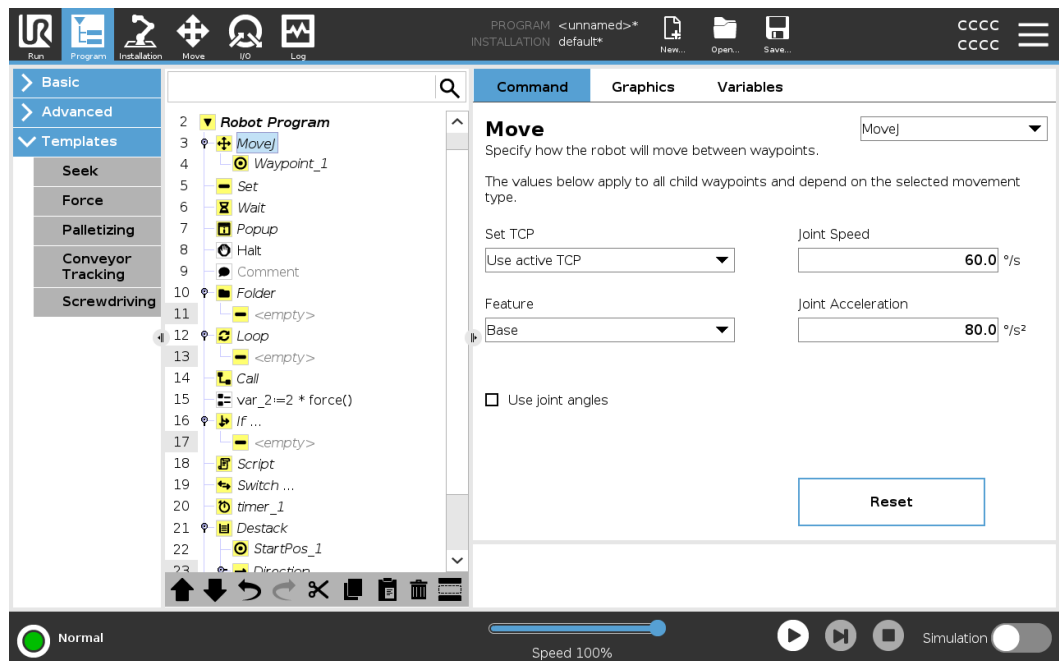 PROGRAM <unnamed>*
INSTALLATION default*
CCCC
CCCC
UR
Run
Program
Installation
Move
I/O
Log
New...
Open...
Save...
Basic
Advanced
Templates
Seek
Force
Palletizing
Conveyor
Tracking
Screwdriving
2 Robot Program
3 MoveJ
4 Waypoint_1
5 Set
6 Wait
7 Popup
8 Halt
9 Comment
10 Folder
11 <empty>
12 Loop
13 <empty>
14 Call
15 var_2:=2 * force()
16 If ...
17 <empty>
18 Script
19 Switch ...
20 timer_1
21 Destack
22 StartPos_1
23 Direction
Command Graphics Variables
Move
MoveJ
Specify how the robot will move between waypoints.
The values below apply to all child waypoints and depend on the selected movement
type.
Set TCP
Joint Speed
Use active TCP
60.0 °/s
Feature
Joint Acceleration
Base
80.0 °/s²
Use joint angles
Reset
Normal
Speed 100%
Simulation